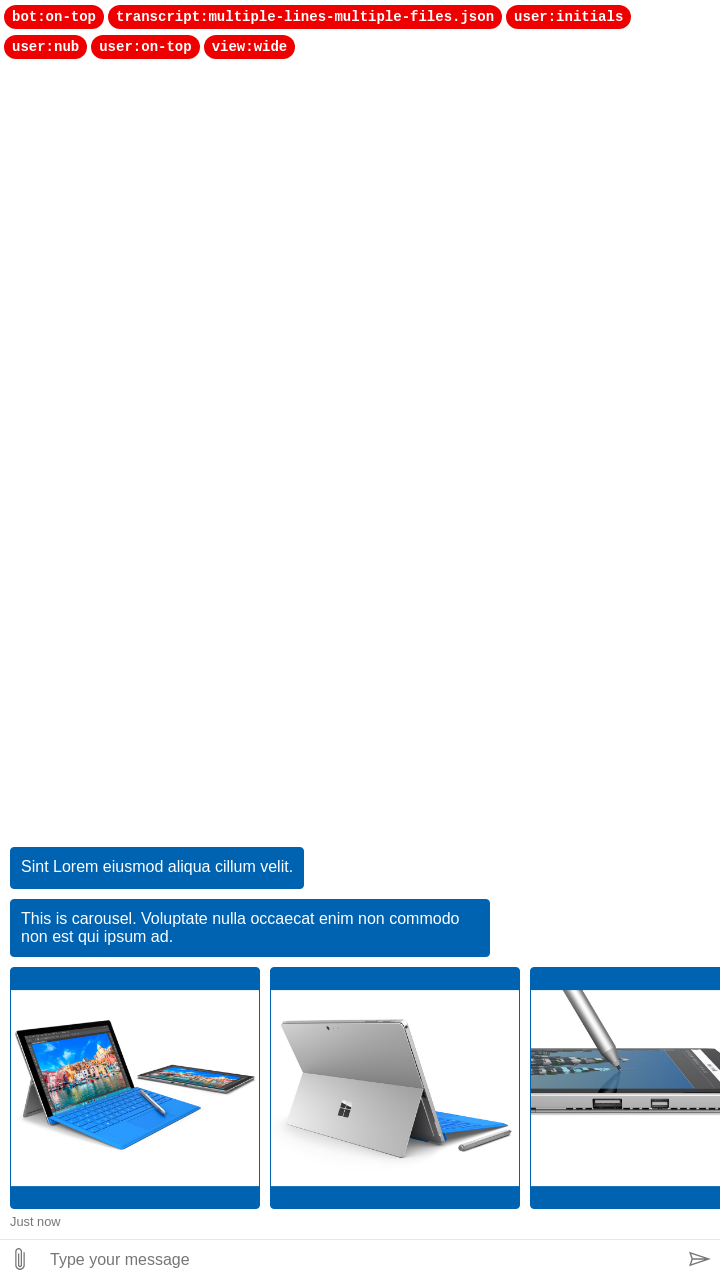 bot:on-top transcript:multiple-lines-multiple-files.json user:initials
user:nub user:on-top view:wide
Sint Lorem eiusmod aliqua cillum velit.
This is carousel. Voluptate nulla occaecat enim non commodo
non est qui ipsum ad.
Just now
Type your message